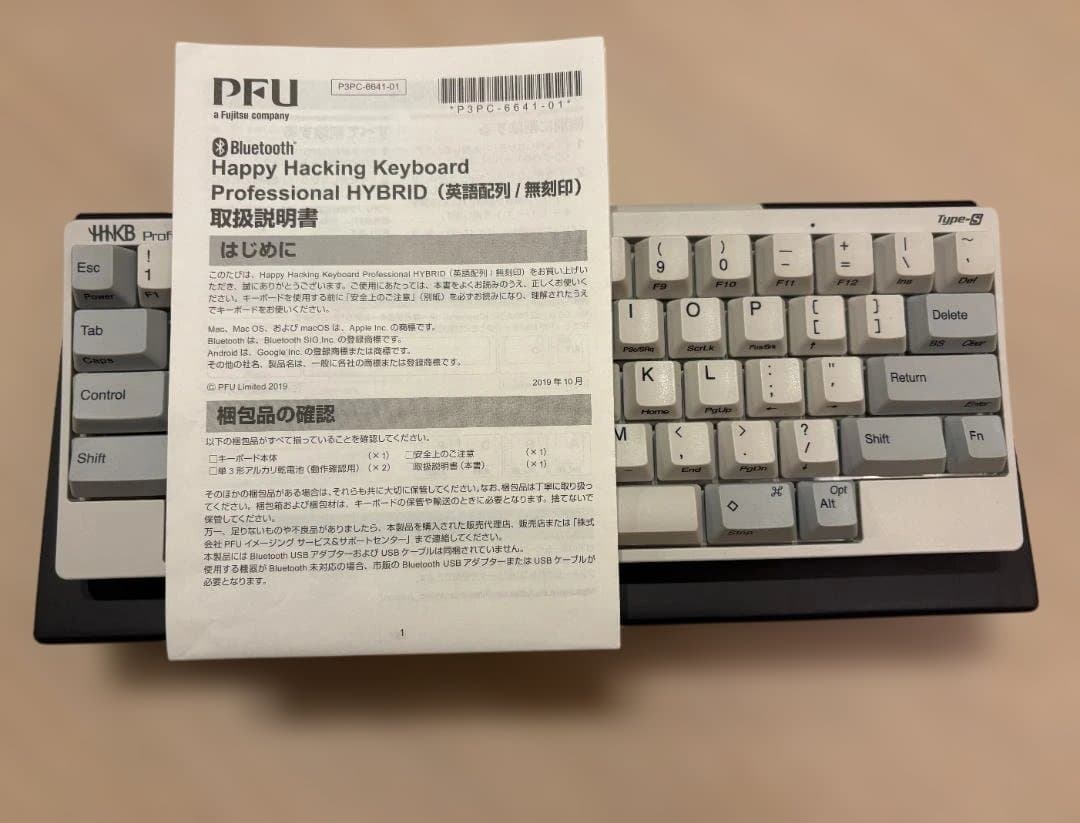 PFU
a Fujitsu company
P3PC-6641-01
*P3PC-6641-01*
Bluetooth
Happy Hacking Keyboard
Professional HYBRID（英語配列 / 無刻印）
取扱説明書
はじめに
このたびは、Happy Hacking Keyboard Professional HYBRID（英語配列 / 無刻印）をお買い上げい
ただき、誠にありがとうございます。ご使用にあたっては、本書をよくお読みのうえ、正しくお使いく
ださい。キーボードを使用する前に「安全上のご注意」（別紙）を必ずお読みになり、理解されたうえ
でキーボードをお使いください。
Mac、Mac OS、および macOS は、Apple Inc. の商標です。
Bluetooth は、Bluetooth SIG,Inc. の登録商標です。
Android は、Google Inc. の登録商標または商標です。
その他の社名、製品名は、一般に各社の商標または登録商標です。
© PFU Limited 2019
2019 年 10 月
梱包品の確認
以下の梱包品がすべて揃っていることを確認してください。
□キーボード本体 （× 1） □安全上のご注意 （× 1）
□単 3 形アルカリ乾電池（動作確認用）（× 2） □取扱説明書（本書） （× 1）
そのほかの梱包品がある場合は、それらも共に大切に保管してください。なお、梱包品は丁寧に取り扱っ
てください。梱包箱および梱包材は、キーボードの保管や輸送のときに必要となります。捨てないで
保管してください。
万一、足りないものや不良品がありましたら、本製品を購入された販売代理店、販売店または「株式
会社 PFU イメージング サービス&サポートセンター」まで連絡してください。
本製品には Bluetooth USB アダプターおよび USB ケーブルは同梱されていません。
使用する機器が Bluetooth 未対応の場合、市販の Bluetooth USB アダプターまたは USB ケーブルが
必要となります。
1
HHKB Prof
Type-S
Esc
Power
!
1
F1
(
9
F9
)
0
F10
—
-
F11
+
=
F12
|
\
Ins
~
`
Del
Tab
Caps
I
PSc/SRq
O
ScrLk
P
Pus/Brk
{
[
↑
}
]
Delete
BS Clear
Control
K
Home
L
PgUp
:
;
←
"
'
→
Return
Enter
Shift
M
<
,
End
>
.
PgDn
?
/
↓
Shift
Fn
◇
⌘
Stop
Opt
Alt